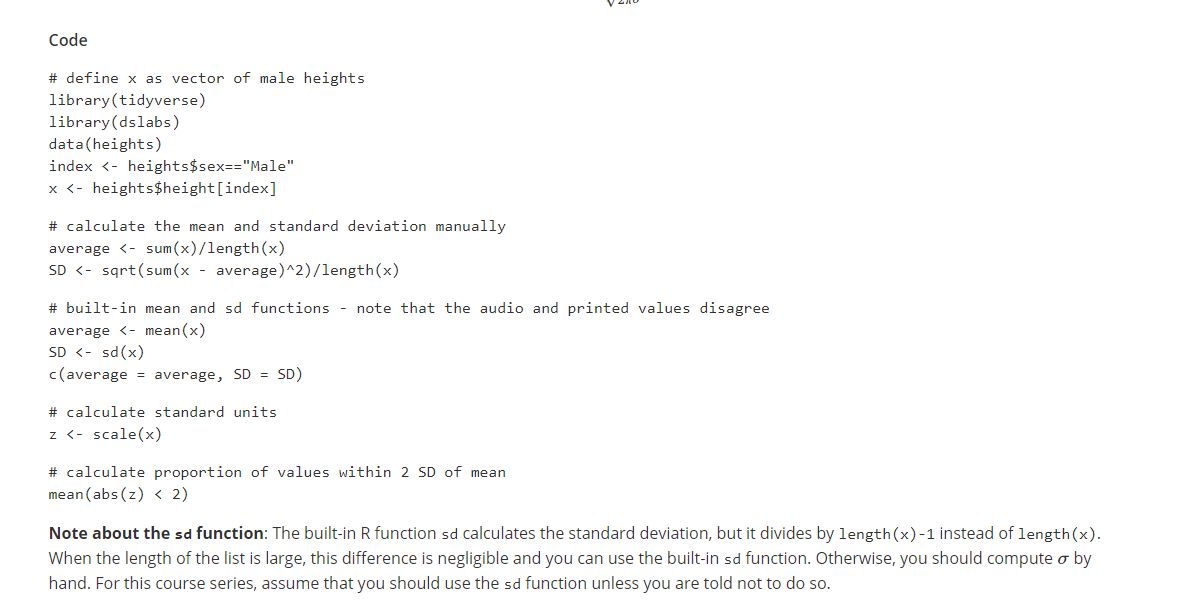 Code
# define x as vector of male heights
library(tidyverse)
library(dslabs)
data(heights)
index <- heights$sex=="Male"
x <- heights$height[index]
# calculate the mean and standard deviation manually
average <- sum(x)/length(x)
SD <- sqrt(sum(x - average)^2)/length(x)
# built-in mean and sd functions - note that the audio and printed values disagree
average <- mean(x)
SD <- sd(x)
c(average = average, SD = SD)
# calculate standard units
z <- scale(x)
# calculate proportion of values within 2 SD of mean
mean(abs(z) < 2)
Note about the sd function: The built-in R function sd calculates the standard deviation, but it divides by length(x)-1 instead of length(x).
When the length of the list is large, this difference is negligible and you can use the built-in sd function. Otherwise, you should compute σ by
hand. For this course series, assume that you should use the sd function unless you are told not to do so.